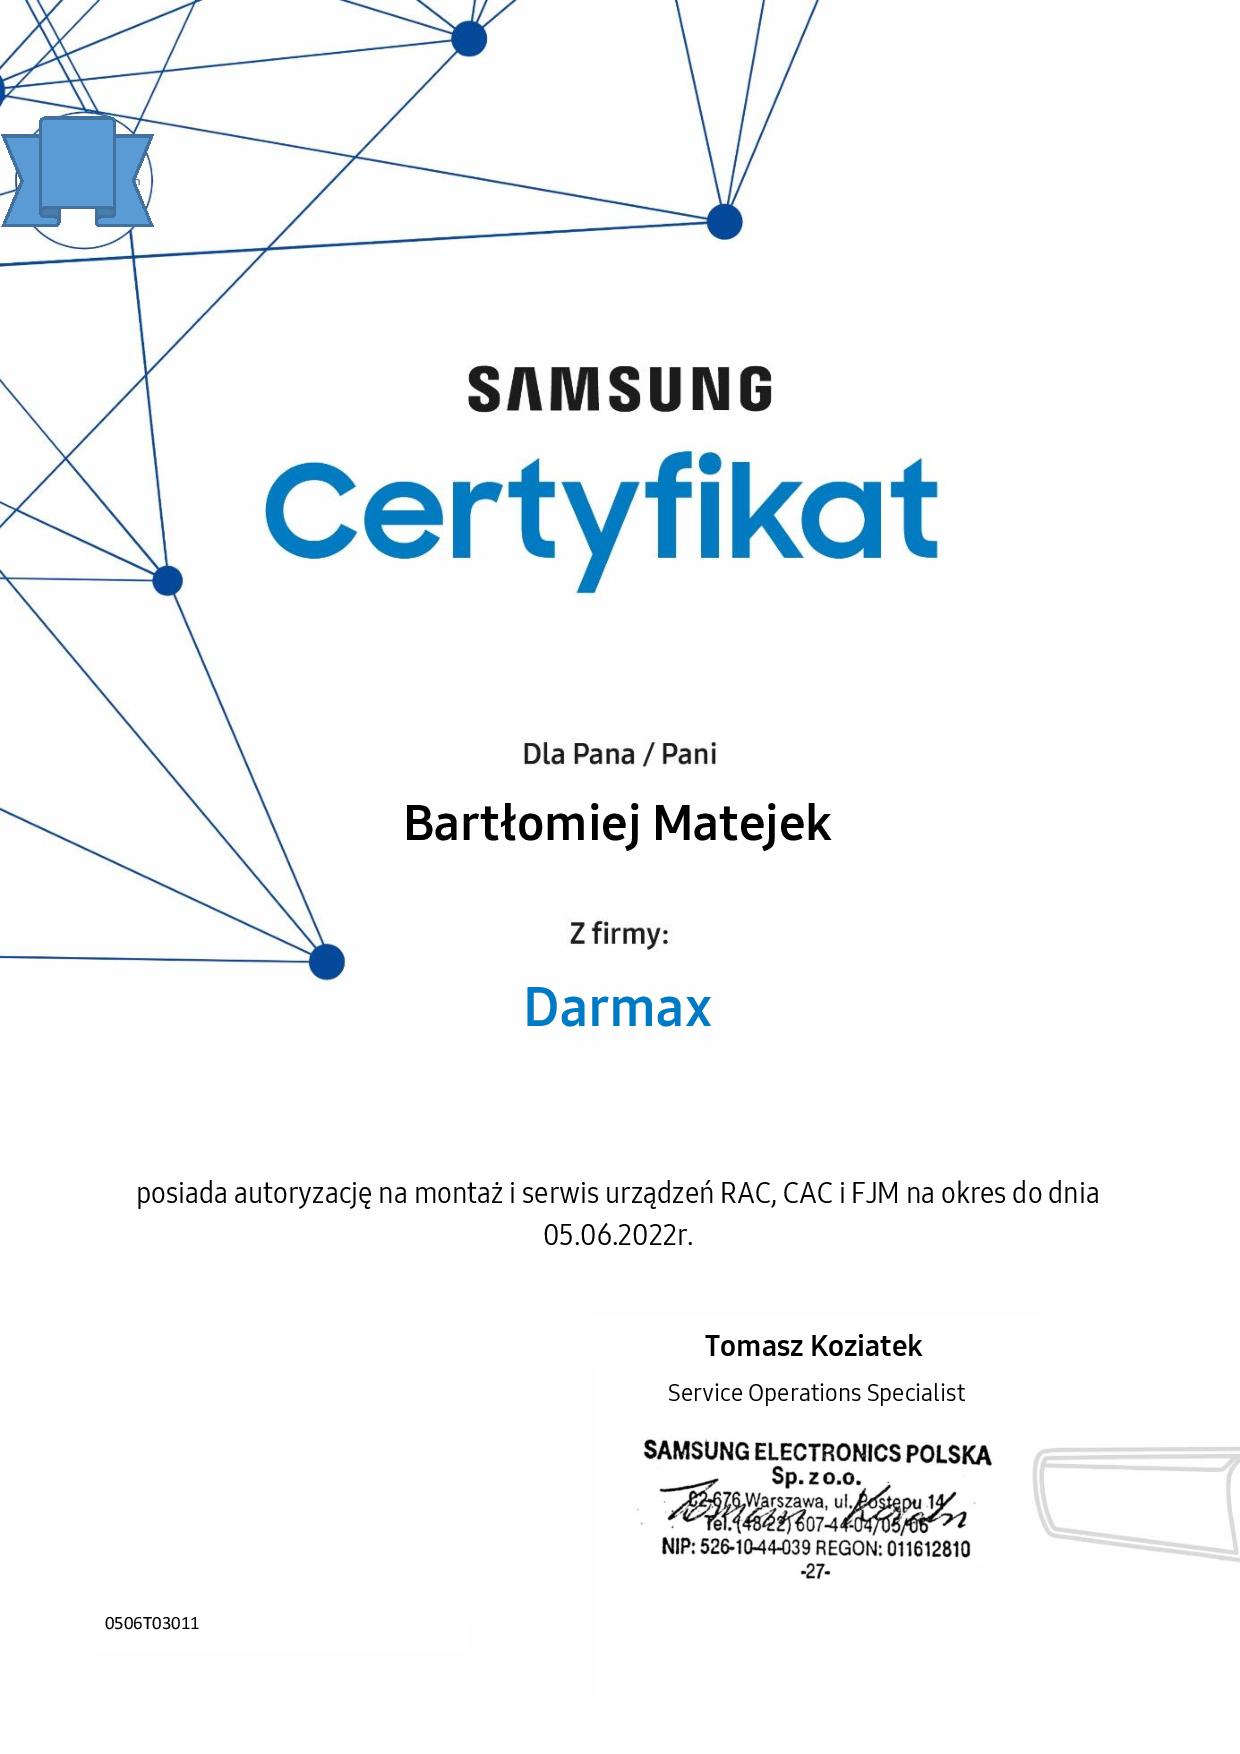 SAMSUNG
Certyfikat
Dla Pana / Pani
Bartłomiej Matejek
Z firmy:
Darmax
posiada autoryzację na montaż i serwis urządzeń RAC, CAC i FJM na okres do dnia
05.06.2022r.
Tomasz Koziatek
Service Operations Specialist
SAMSUNG ELECTRONICS POLSKA
Sp. z o.o.
02-676 Warszawa, ul. Postępu 14
Tel. (48-22) 607-44-04/05/06
NIP: 526-10-44-039 REGON: 011612810
-27-
0506T03011